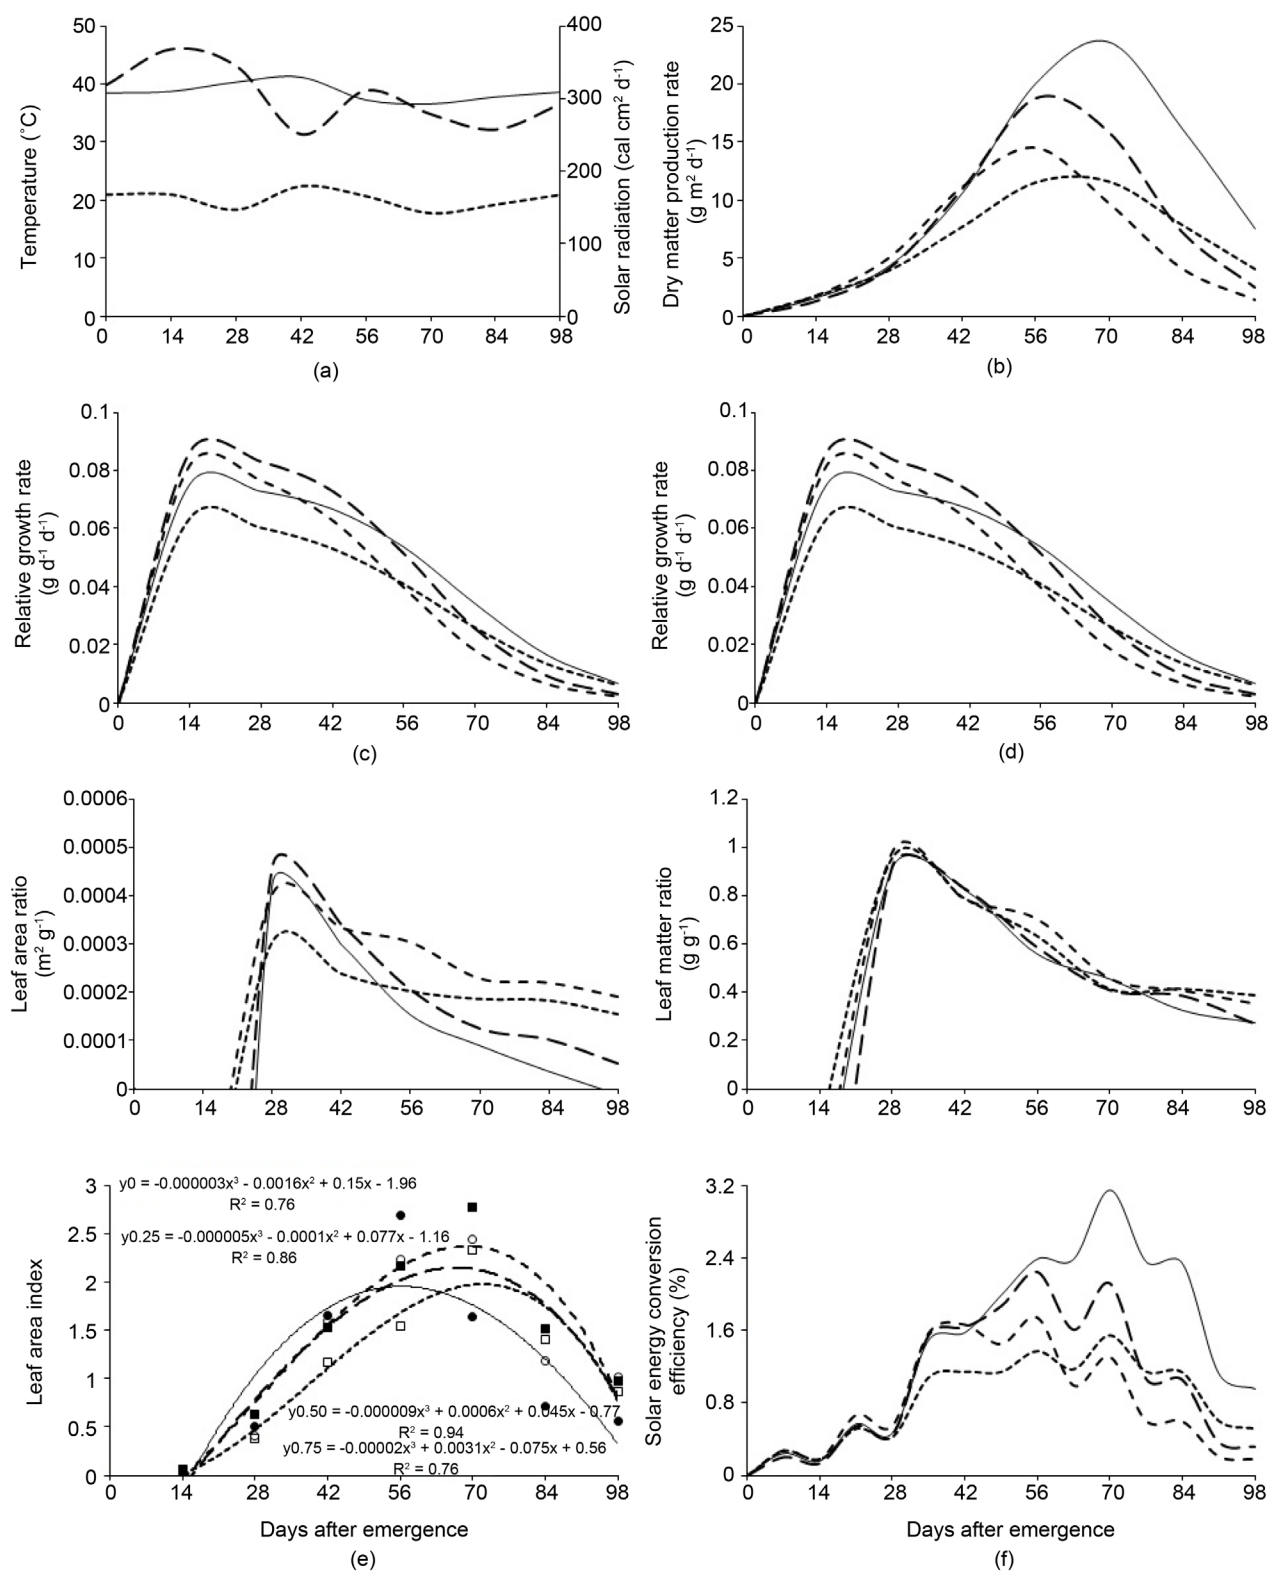 50
40
30
20
10
0
Temperature (˚C)
400
300
200
100
0
Solar radiation (cal cm² d⁻¹)
0 14 28 42 56 70 84 98
(a)
25
20
15
10
5
0
Dry matter production rate
(g m² d⁻¹)
0 14 28 42 56 70 84 98
(b)
0.1
0.08
0.06
0.04
0.02
0
Relative growth rate
(g d⁻¹ d⁻¹)
0 14 28 42 56 70 84 98
(c)
0.1
0.08
0.06
0.04
0.02
0
Relative growth rate
(g d⁻¹ d⁻¹)
0 14 28 42 56 70 84 98
(d)
0.0006
0.0005
0.0004
0.0003
0.0002
0.0001
0
Leaf area ratio
(m² g⁻¹)
0 14 28 42 56 70 84 98
1.2
1
0.8
0.6
0.4
0.2
0
Leaf matter ratio
(g g⁻¹)
0 14 28 42 56 70 84 98
3
2.5
2
1.5
1
0.5
0
Leaf area index
y0 = -0.000003x³ - 0.0016x² + 0.15x - 1.96
R² = 0.76
y0.25 = -0.000005x³ - 0.0001x² + 0.077x - 1.16
R² = 0.86
y0.50 = -0.000009x³ + 0.0006x² + 0.045x - 0.77
R² = 0.94
y0.75 = -0.00002x³ + 0.0031x² - 0.075x + 0.56
R² = 0.76
0 14 28 42 56 70 84 98
Days after emergence
(e)
3.2
2.4
1.6
0.8
0
Solar energy conversion
efficiency (%)
0 14 28 42 56 70 84 98
Days after emergence
(f)